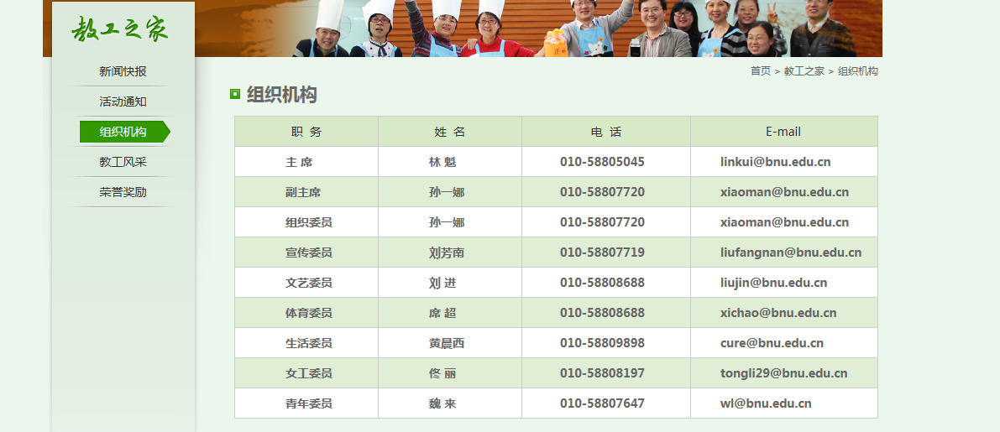 教工之家
新闻快报
活动通知
组织机构
教工风采
荣誉奖励
首页 > 教工之家 > 组织机构
组织机构
职 务 姓 名 电 话 E-mail
主 席 林 魁 010-58805045 linkui@bnu.edu.cn
副主席 孙一娜 010-58807720 xiaoman@bnu.edu.cn
组织委员 孙一娜 010-58807720 xiaoman@bnu.edu.cn
宣传委员 刘芳南 010-58807719 liufangnan@bnu.edu.cn
文艺委员 刘 进 010-58808688 liujin@bnu.edu.cn
体育委员 席 超 010-58808688 xichao@bnu.edu.cn
生活委员 黄晨西 010-58809898 cure@bnu.edu.cn
女工委员 佟 丽 010-58808197 tongli29@bnu.edu.cn
青年委员 魏 来 010-58807647 wl@bnu.edu.cn